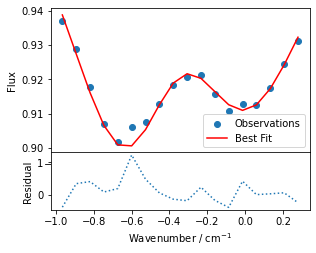 0.94
0.93
0.92
0.91
0.90
Flux
Observations
Best Fit
1
0
Residual
−1.0 −0.8 −0.6 −0.4 −0.2 0.0 0.2
Wavenumber / cm⁻¹